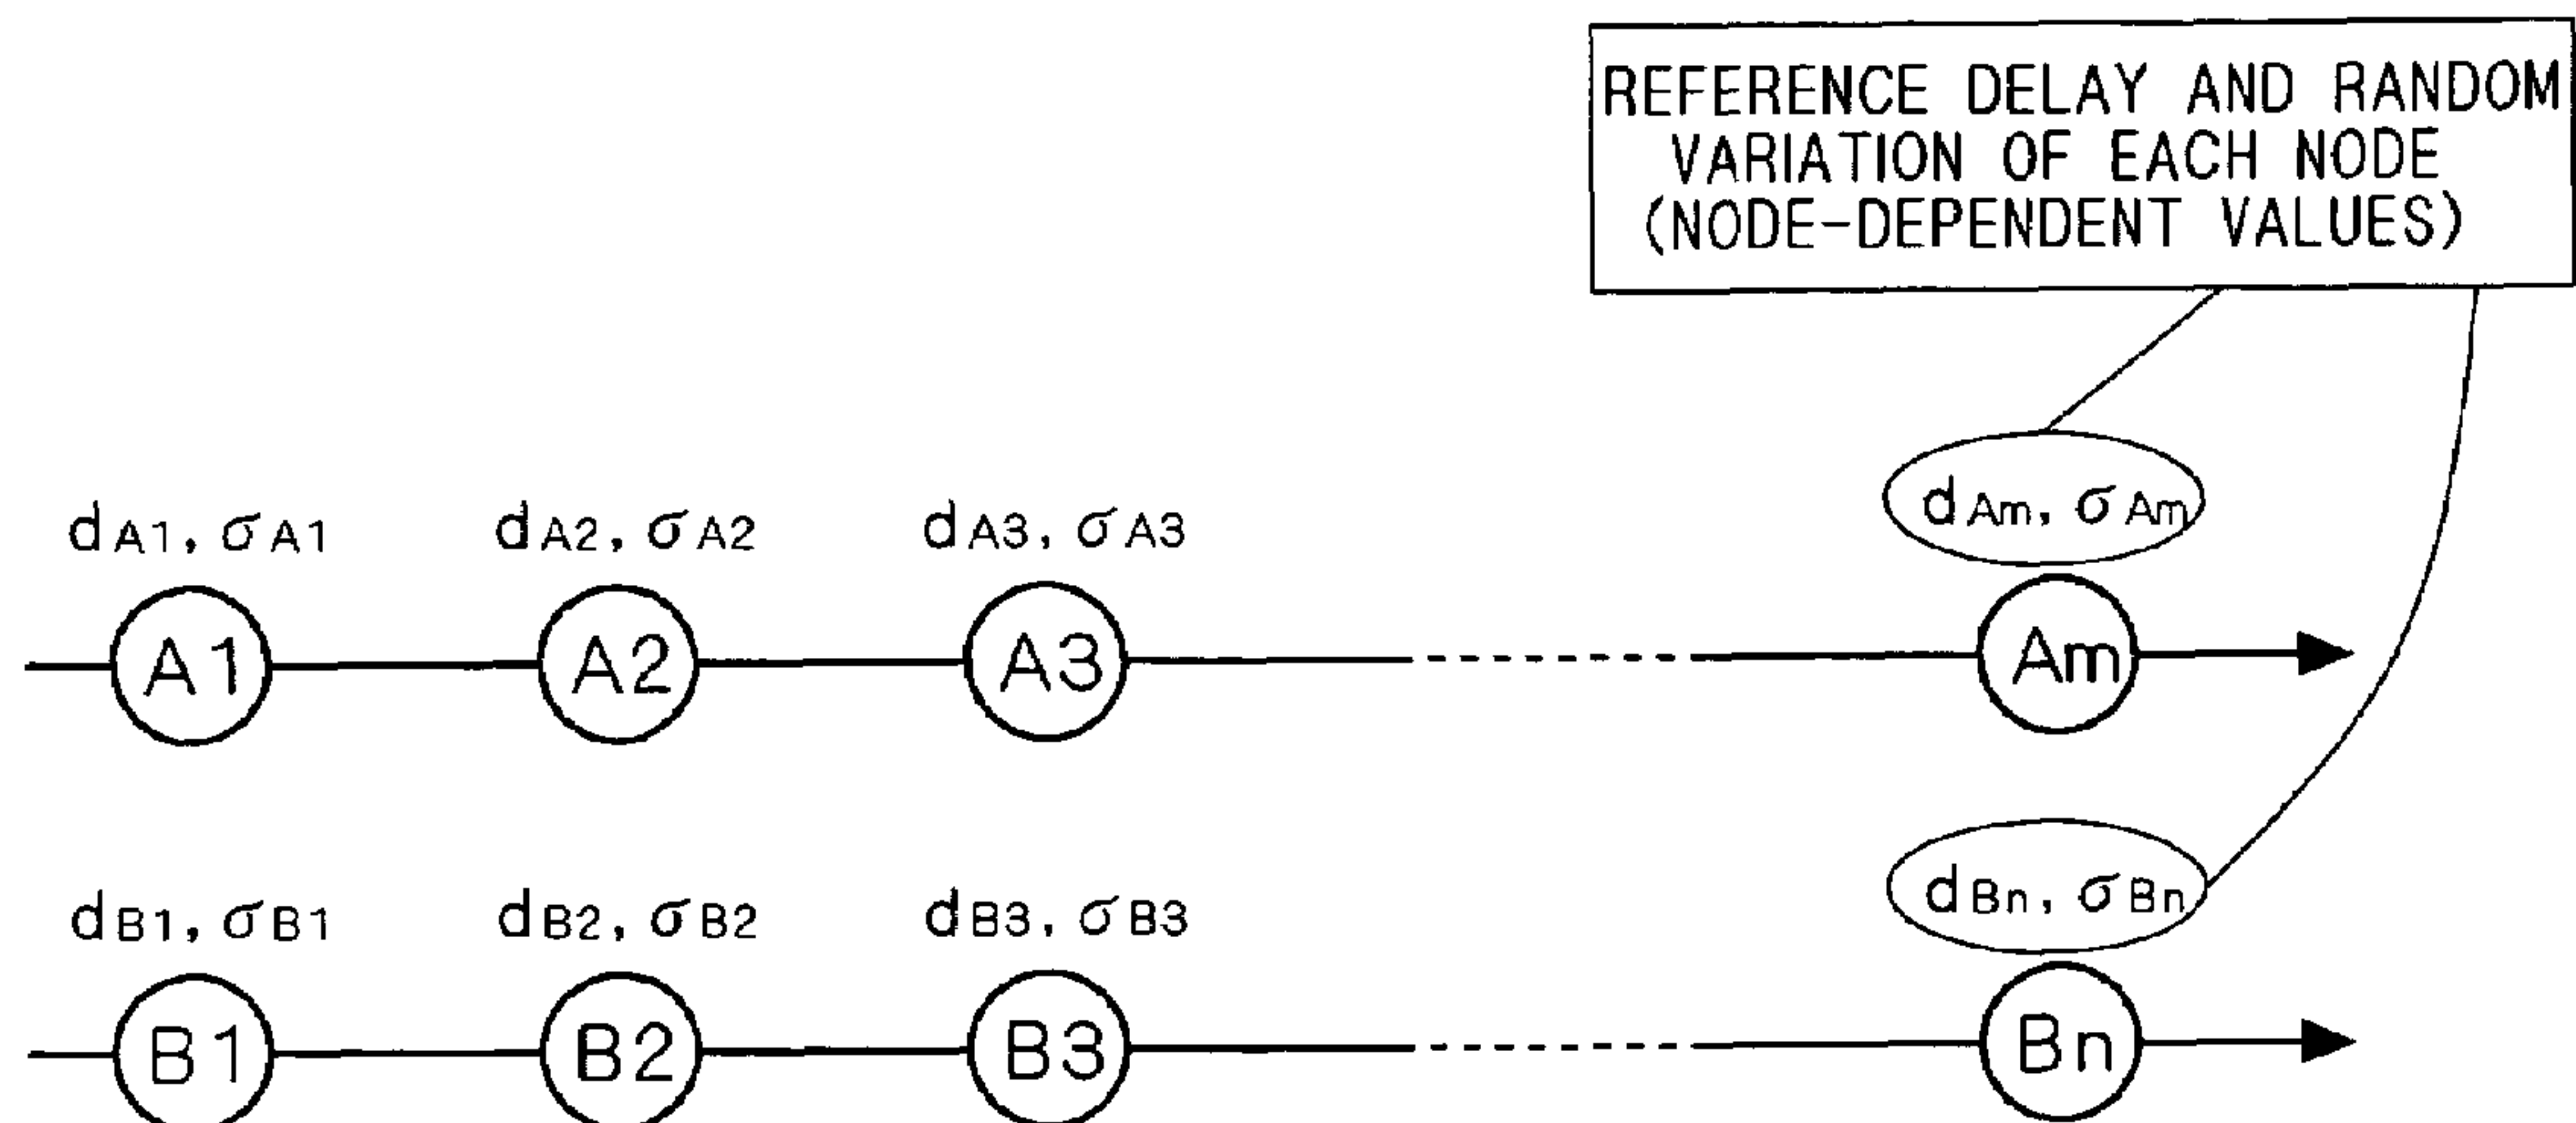 REFERENCE DELAY AND RANDOM
VARIATION OF EACH NODE
(NODE-DEPENDENT VALUES)
dA1, σA1 dA2, σA2 dA3, σA3 dAm, σAm
A1 A2 A3 Am
dB1, σB1 dB2, σB2 dB3, σB3 dBn, σBn
B1 B2 B3 Bn